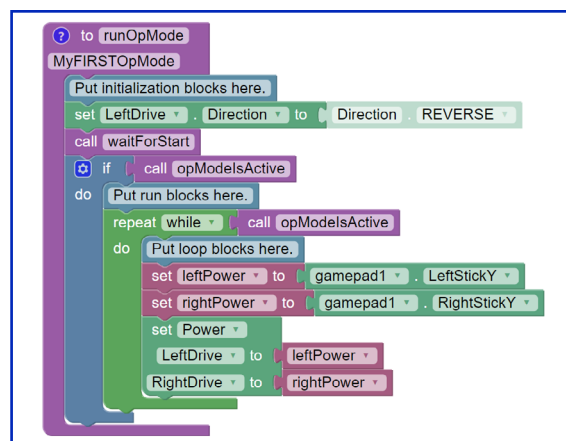 ? to runOpMode
MyFIRSTOpMode
Put initialization blocks here.
set LeftDrive . Direction to Direction . REVERSE
call waitForStart
if call opModeIsActive
do Put run blocks here.
repeat while call opModeIsActive
do Put loop blocks here.
set leftPower to gamepad1 . LeftStickY
set rightPower to gamepad1 . RightStickY
set Power
LeftDrive to leftPower
RightDrive to rightPower